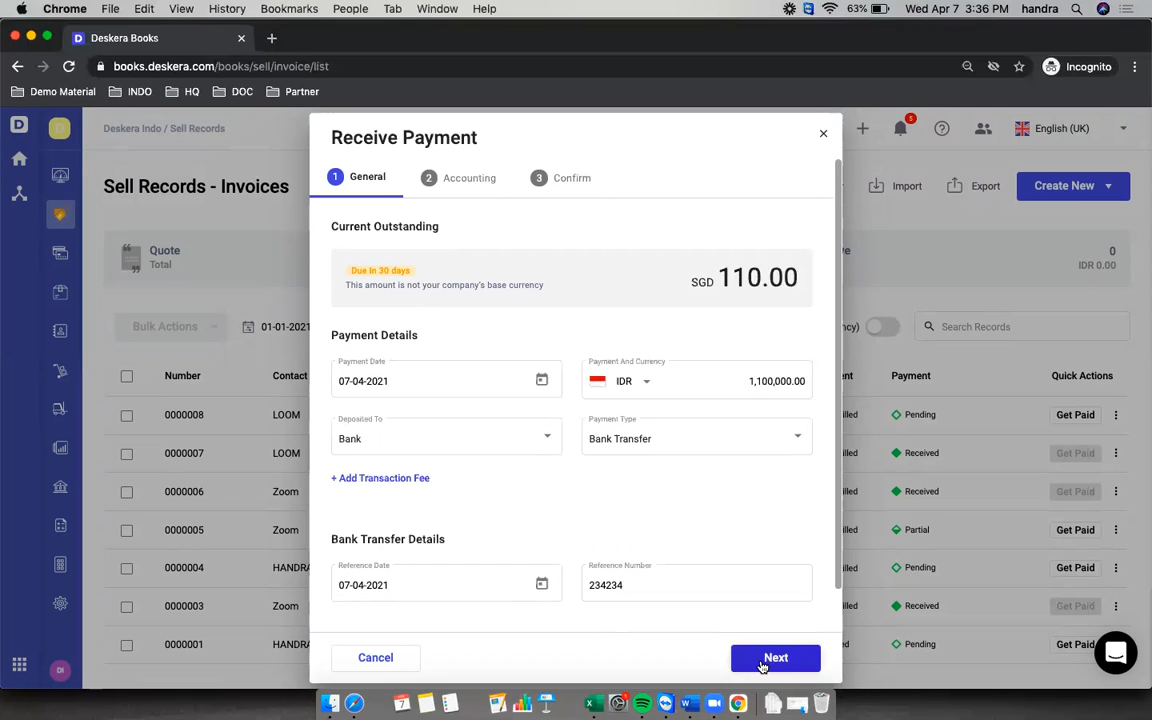 Chrome File Edit View History Bookmarks People Tab Window Help 63% Wed Apr 7 3:36 PM handra
D Deskera Books
books.deskera.com/books/sell/invoice/list Incognito
Demo Material INDO HQ DOC Partner
Deskera Indo / Sell Records 5 English (UK)
Sell Records - Invoices Import Export Create New
Quote
Total
0
IDR 0.00
Bulk Actions 01-01-2021 Search Records
Number Contact Payment Quick Actions
0000008 LOOM Pending Get Paid
0000007 LOOM Received Get Paid
0000006 Zoom Received Get Paid
0000005 Zoom Partial Get Paid
0000004 HANDRA Pending Get Paid
0000003 Zoom Received Get Paid
0000001 HANDRA Pending Get Paid
DI
Receive Payment
1 General 2 Accounting 3 Confirm
Current Outstanding
Due In 30 days
This amount is not your company's base currency
SGD 110.00
Payment Details
Payment Date Payment And Currency
07-04-2021 IDR 1,100,000.00
Deposited To Payment Type
Bank Bank Transfer
+ Add Transaction Fee
Bank Transfer Details
Reference Date Reference Number
07-04-2021 234234
Cancel Next